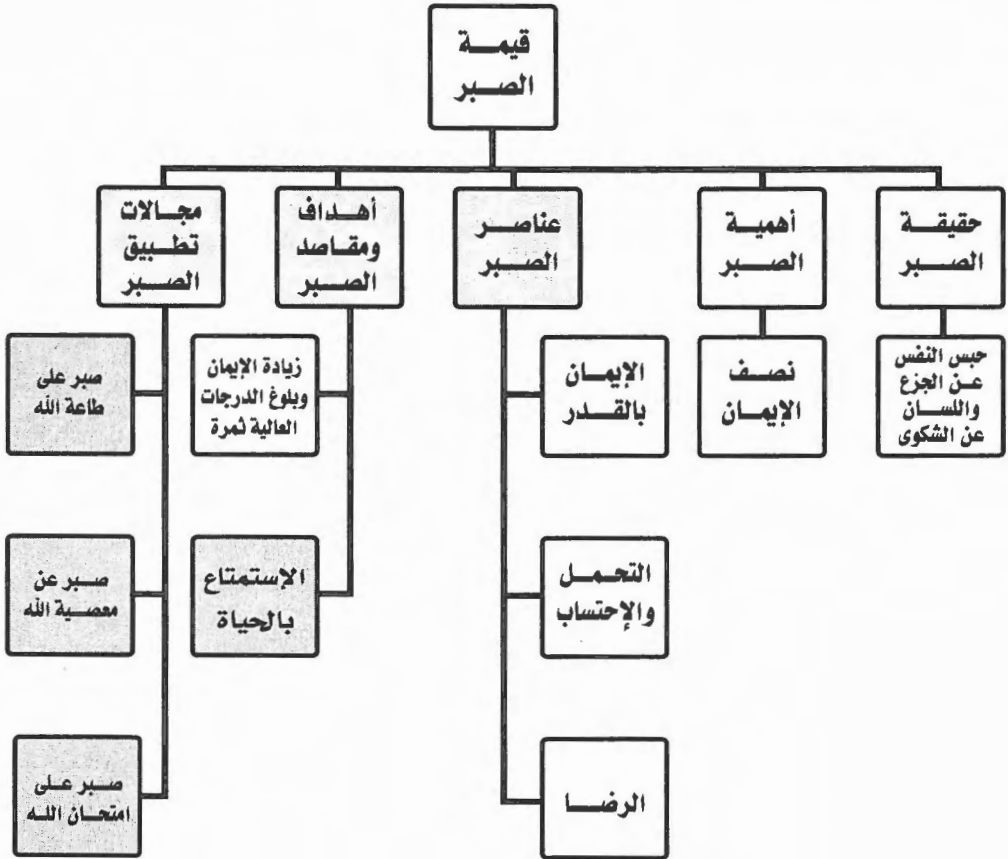 قيمة
الصبر
حقيقة
الصبر
أهمية
الصبر
عناصر
الصبر
أهداف
ومقاصد
الصبر
مجالات
تطبيق
الصبر
حبس النفس
عن الجزع
واللسان
عن الشكوى
نصف
الإيمان
الإيمان
بالقدر
زيادة الإيمان
وبلوغ الدرجات
العالية ثمرة
صبر على
طاعة الله
التحمل
والإحتساب
الإستمتاع
بالحياة
صبر عن
معصية الله
الرضا
صبر على
امتحان الله